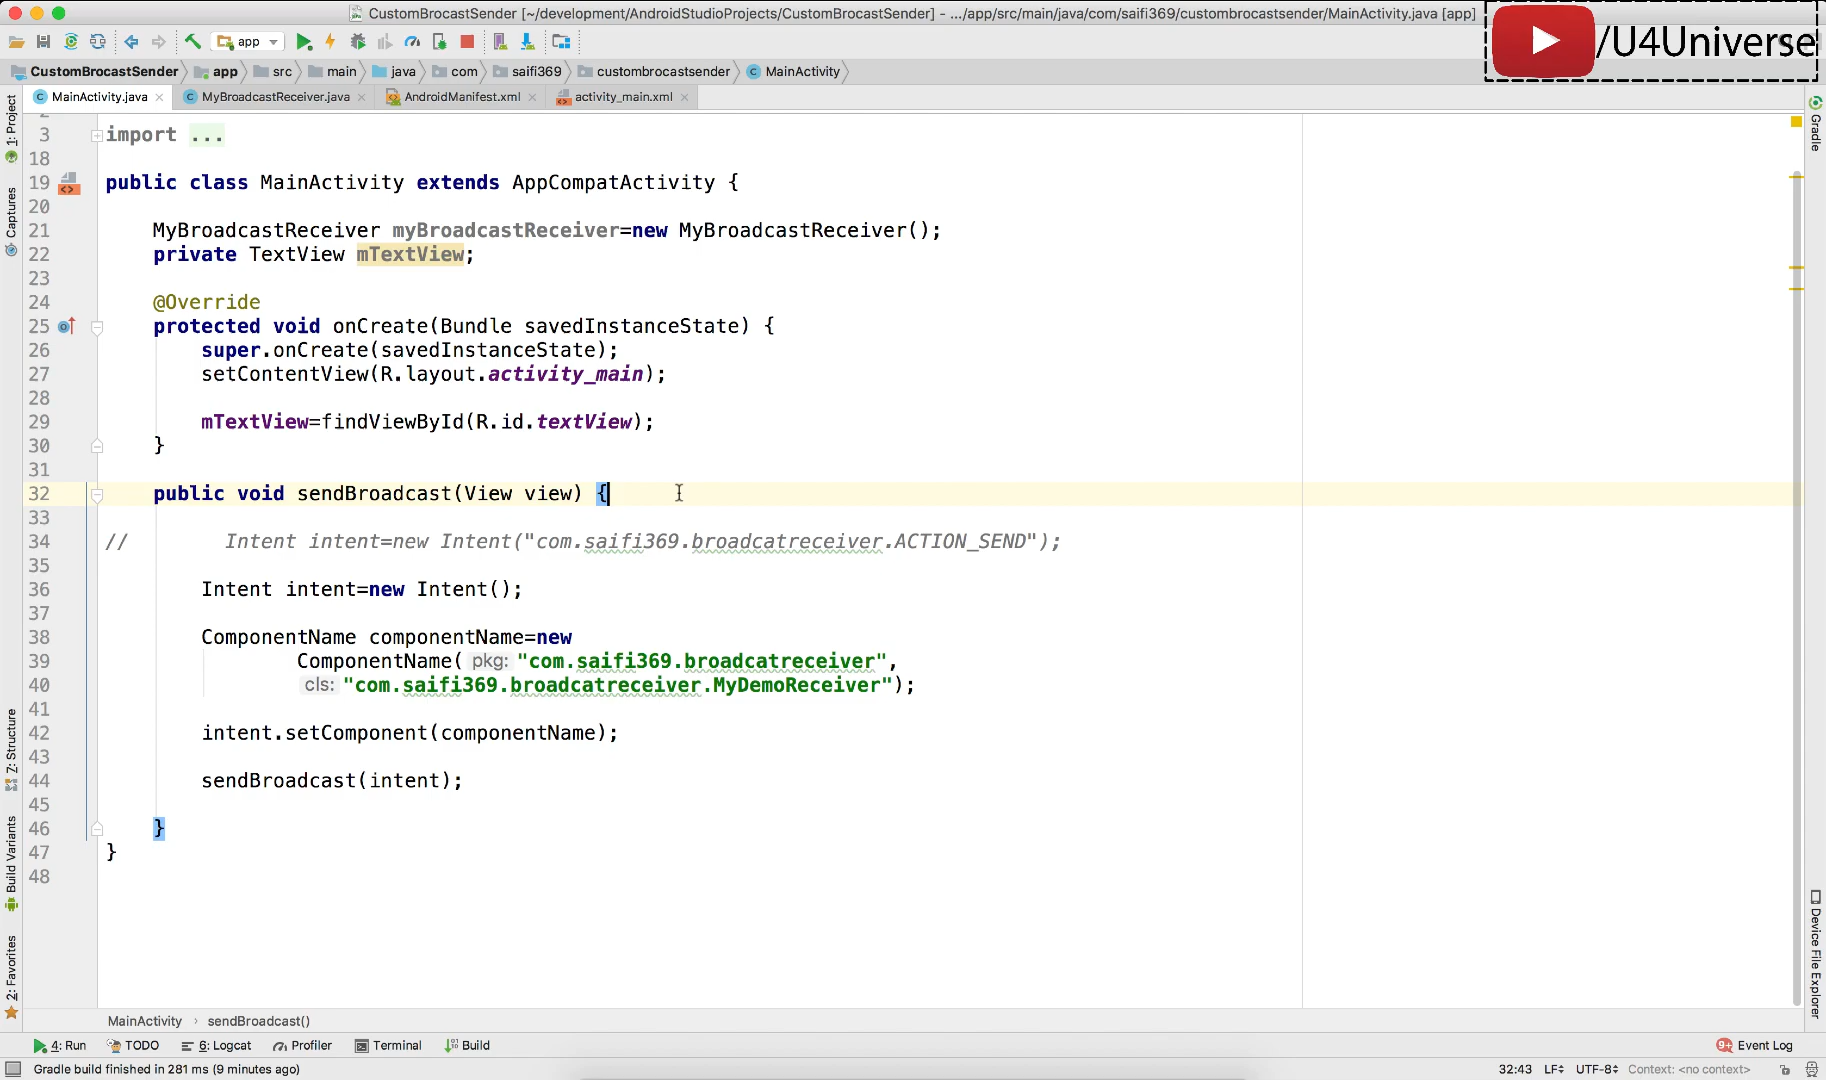 CustomBrocastSender [~/development/AndroidStudioProjects/CustomBrocastSender] - .../app/src/main/java/com/saifi369/custombrocastsender/MainActivity.java [app]
/U4Universe
app
CustomBrocastSender app src main java com saifi369 custombrocastsender MainActivity
MainActivity.java MyBroadcastReceiver.java AndroidManifest.xml activity_main.xml
1: Project
Captures
Z: Structure
Build Variants
2: Favorites
Gradle
Device File Explorer
3 import ...
18
19 public class MainActivity extends AppCompatActivity {
20
21 MyBroadcastReceiver myBroadcastReceiver=new MyBroadcastReceiver();
22 private TextView mTextView;
23
24 @Override
25 protected void onCreate(Bundle savedInstanceState) {
26 super.onCreate(savedInstanceState);
27 setContentView(R.layout.activity_main);
28
29 mTextView=findViewById(R.id.textView);
30 }
31
32 public void sendBroadcast(View view) {
33
34 // Intent intent=new Intent("com.saifi369.broadcatreceiver.ACTION_SEND");
35
36 Intent intent=new Intent();
37
38 ComponentName componentName=new
39 ComponentName( pkg: "com.saifi369.broadcatreceiver",
40 cls: "com.saifi369.broadcatreceiver.MyDemoReceiver");
41
42 intent.setComponent(componentName);
43
44 sendBroadcast(intent);
45
46 }
47 }
48
MainActivity › sendBroadcast()
4: Run TODO 6: Logcat Profiler Terminal Build 9+ Event Log
Gradle build finished in 281 ms (9 minutes ago) 32:43 LF UTF-8 Context: <no context>